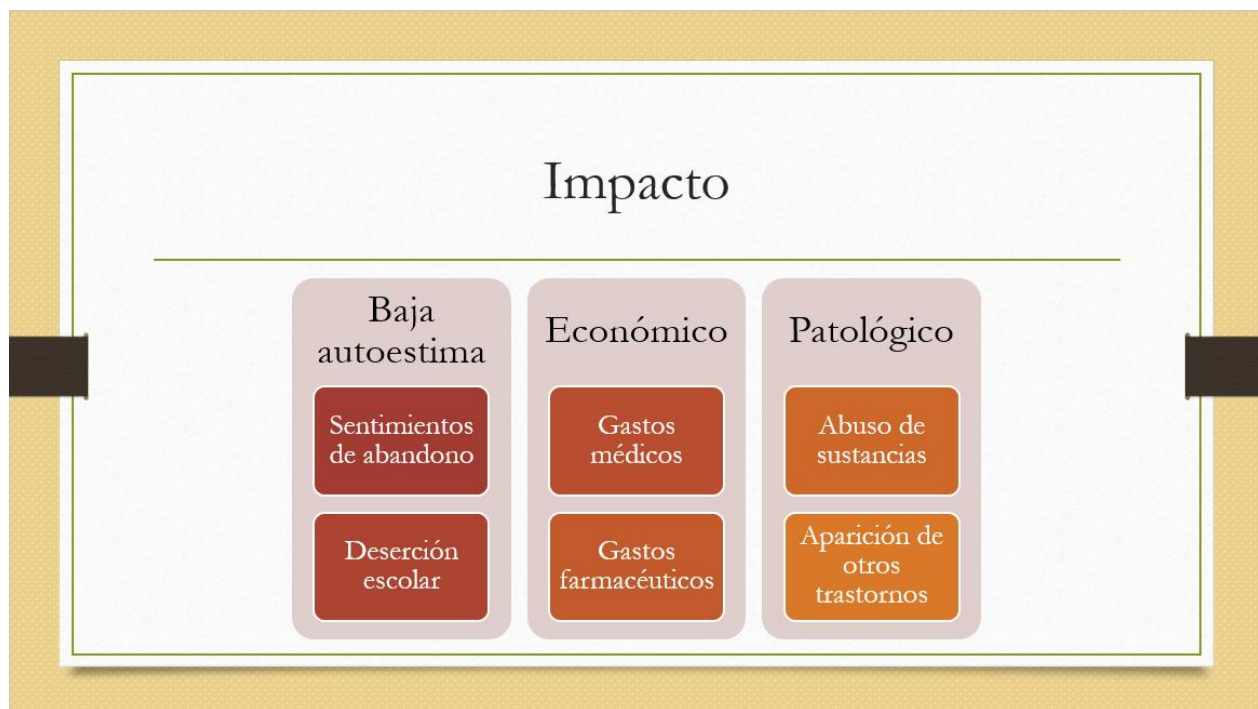 Impacto
Baja
autoestima
Sentimientos
de abandono
Deserción
escolar
Económico
Gastos
médicos
Gastos
farmacéuticos
Patológico
Abuso de
sustancias
Aparición de
otros
trastornos